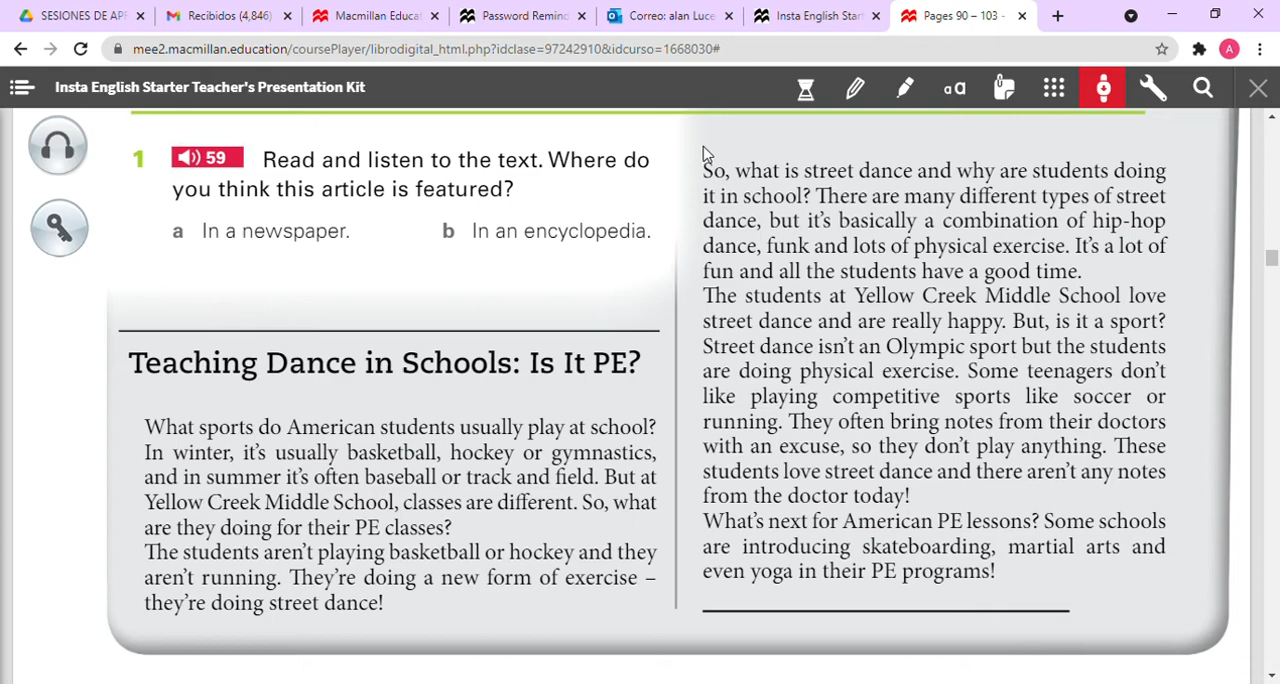 SESIONES DE AP
Recibidos (4,846)
Macmillan Educat
Password Remind
Correo: alan Luce
Insta English Star
Pages 90 – 103 -
mee2.macmillan.education/coursePlayer/librodigital_html.php?idclase=97242910&idcurso=1668030#
A
Insta English Starter Teacher's Presentation Kit
aA
1 59 Read and listen to the text. Where do
you think this article is featured?
a In a newspaper. b In an encyclopedia.
Teaching Dance in Schools: Is It PE?
What sports do American students usually play at school?
In winter, it's usually basketball, hockey or gymnastics,
and in summer it's often baseball or track and field. But at
Yellow Creek Middle School, classes are different. So, what
are they doing for their PE classes?
The students aren't playing basketball or hockey and they
aren't running. They're doing a new form of exercise –
they're doing street dance!
So, what is street dance and why are students doing
it in school? There are many different types of street
dance, but it's basically a combination of hip-hop
dance, funk and lots of physical exercise. It's a lot of
fun and all the students have a good time.
The students at Yellow Creek Middle School love
street dance and are really happy. But, is it a sport?
Street dance isn't an Olympic sport but the students
are doing physical exercise. Some teenagers don't
like playing competitive sports like soccer or
running. They often bring notes from their doctors
with an excuse, so they don't play anything. These
students love street dance and there aren't any notes
from the doctor today!
What's next for American PE lessons? Some schools
are introducing skateboarding, martial arts and
even yoga in their PE programs!